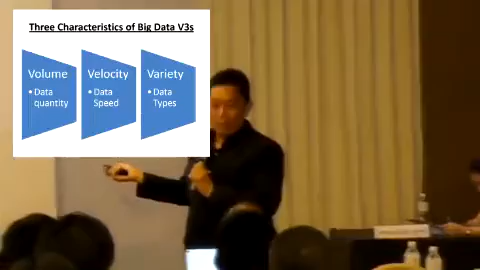 Three Characteristics of Big Data V3s
Volume
• Data
quantity
Velocity
• Data
Speed
Variety
• Data
Types